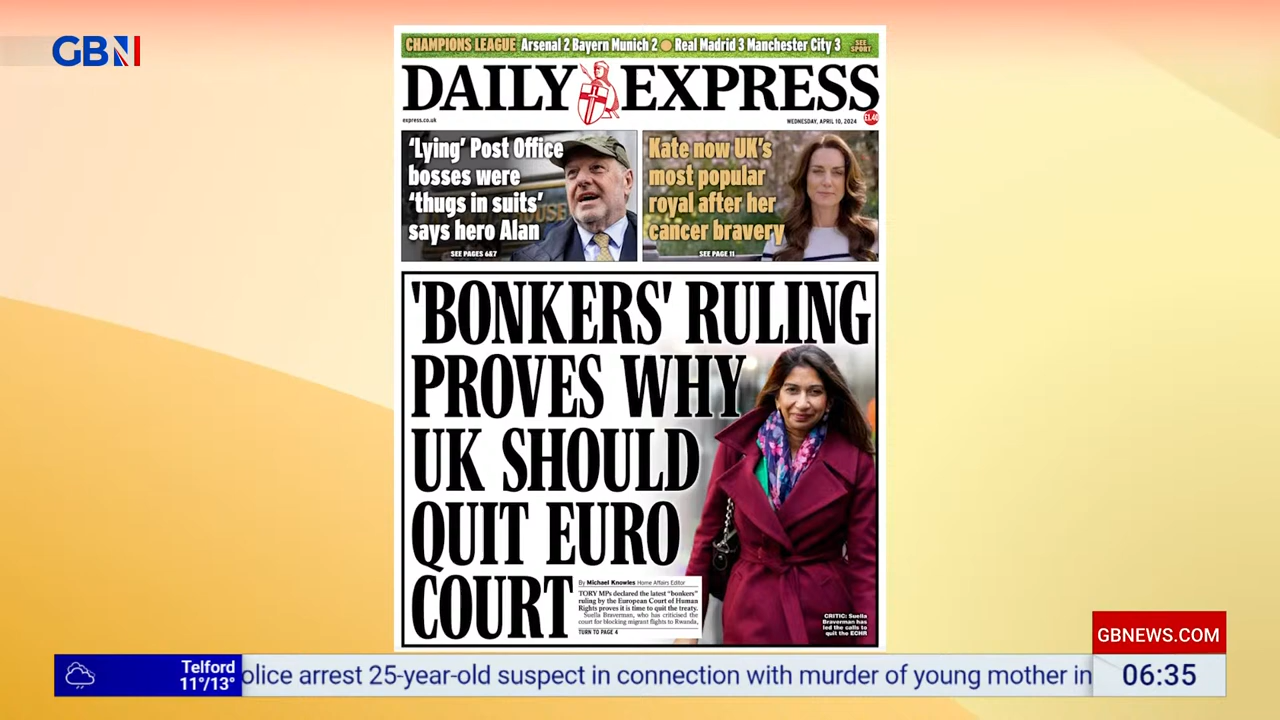 GBN
CHAMPIONS LEAGUE Arsenal 2 Bayern Munich 2 Real Madrid 3 Manchester City 3 SEE SPORT
DAILY EXPRESS
express.co.uk
WEDNESDAY, APRIL 10, 2024
£1.40
'Lying' Post Office
bosses were
'thugs in suits'
says hero Alan
SEE PAGES 6&7
Kate now UK's
most popular
royal after her
cancer bravery
SEE PAGE 11
'BONKERS' RULING
PROVES WHY
UK SHOULD
QUIT EURO
COURT
By Michael Knowles Home Affairs Editor
TORY MPs declared the latest "bonkers"
ruling by the European Court of Human
Rights proves it is time to quit the treaty.
Suella Braverman, who has criticised the
court for blocking migrant flights to Rwanda,
TURN TO PAGE 4
CRITIC: Suella
Braverman has
led the calls to
quit the ECHR
GBNEWS.COM
Telford
11°/13°
olice arrest 25-year-old suspect in connection with murder of young mother in
06:35